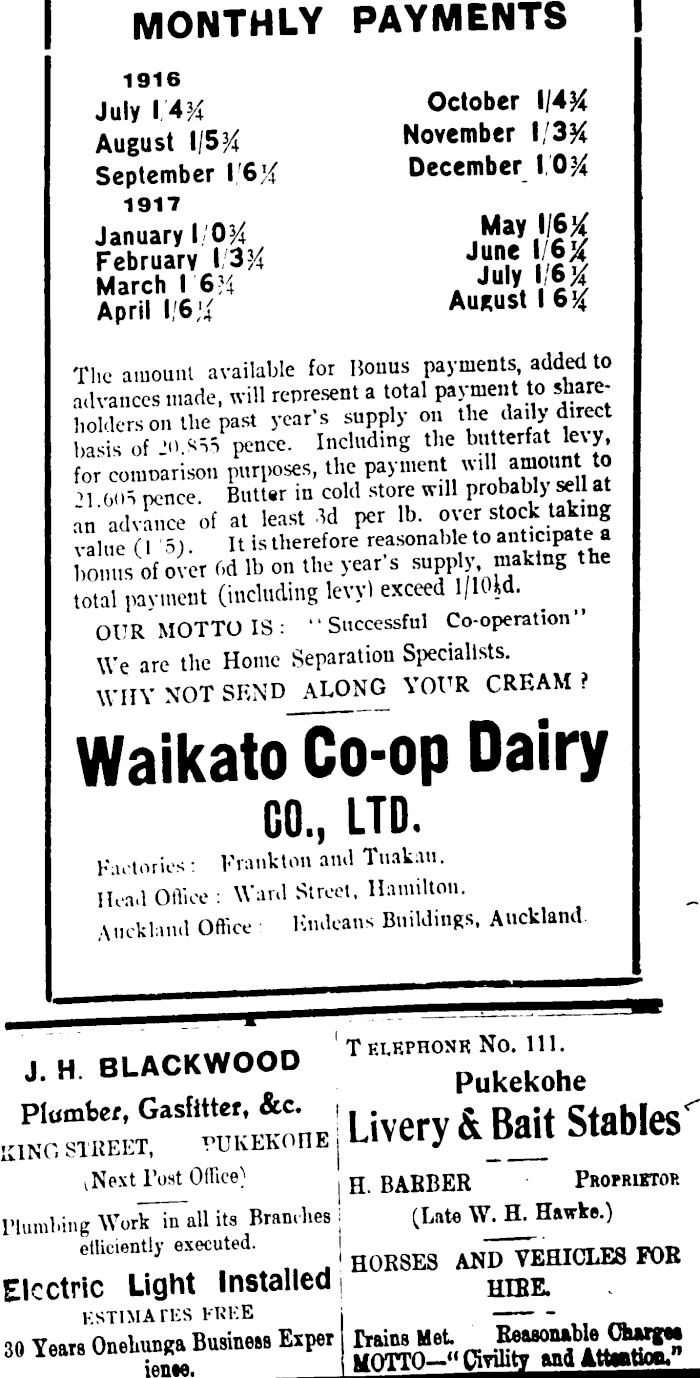 MONTHLY PAYMENTS
1916
July 1/4¾
August 1/5¾
September 1/6¼
October 1/4¾
November 1/3¾
December 1/0¾
1917
January 1/0¾
February 1/3¾
March 1/6¾
April 1/6¼
May 1/6¼
June 1/6¼
July 1/6¼
August 1/6¼
The amount available for Bonus payments, added to
advances made, will represent a total payment to share-
holders on the past year's supply on the daily direct
basis of 20.855 pence. Including the butterfat levy,
for comparison purposes, the payment will amount to
21.605 pence. Butter in cold store will probably sell at
an advance of at least 3d per lb. over stock taking
value (1/5). It is therefore reasonable to anticipate a
bonus of over 6d lb on the year's supply, making the
total payment (including levy) exceed 1/10½d.
OUR MOTTO IS: "Successful Co-operation"
We are the Home Separation Specialists.
WHY NOT SEND ALONG YOUR CREAM?
Waikato Co-op Dairy
CO., LTD.
Factories: Frankton and Tuakau.
Head Office: Ward Street, Hamilton.
Auckland Office: Endeans Buildings, Auckland.
J. H. BLACKWOOD
Plumber, Gasfitter, &c.
KING STREET, PUKEKOHE
(Next Post Office)
Plumbing Work in all its Branches
efficiently executed.
Electric Light Installed
ESTIMATES FREE
30 Years Onehunga Business Exper
ience.
TELEPHONE No. 111.
Pukekohe
Livery & Bait Stables
H. BARBER PROPRIETOR
(Late W. H. Hawke.)
HORSES AND VEHICLES FOR
HIRE.
Trains Met. Reasonable Charges
MOTTO—"Civility and Attention."